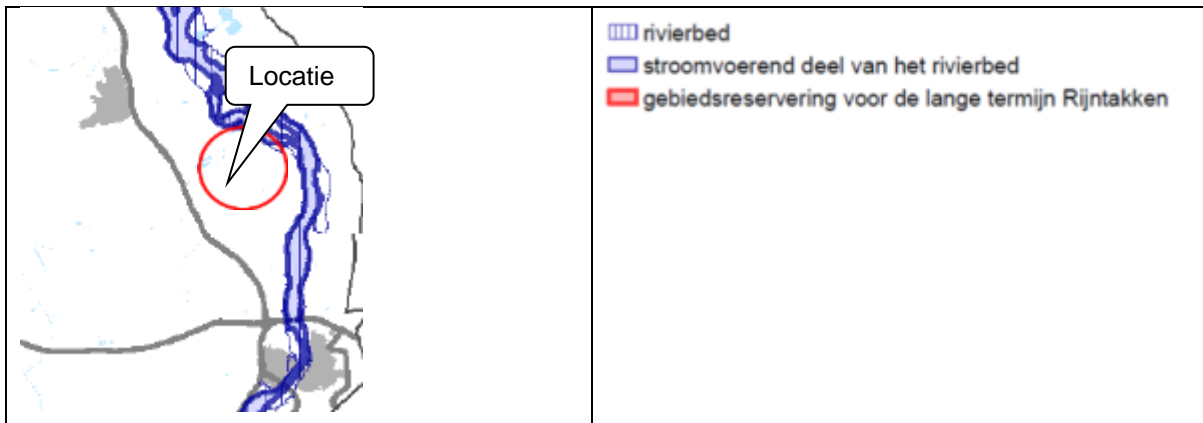 Locatie
rivierbed
stroomvoerend deel van het rivierbed
gebiedsreservering voor de lange termijn Rijntakken